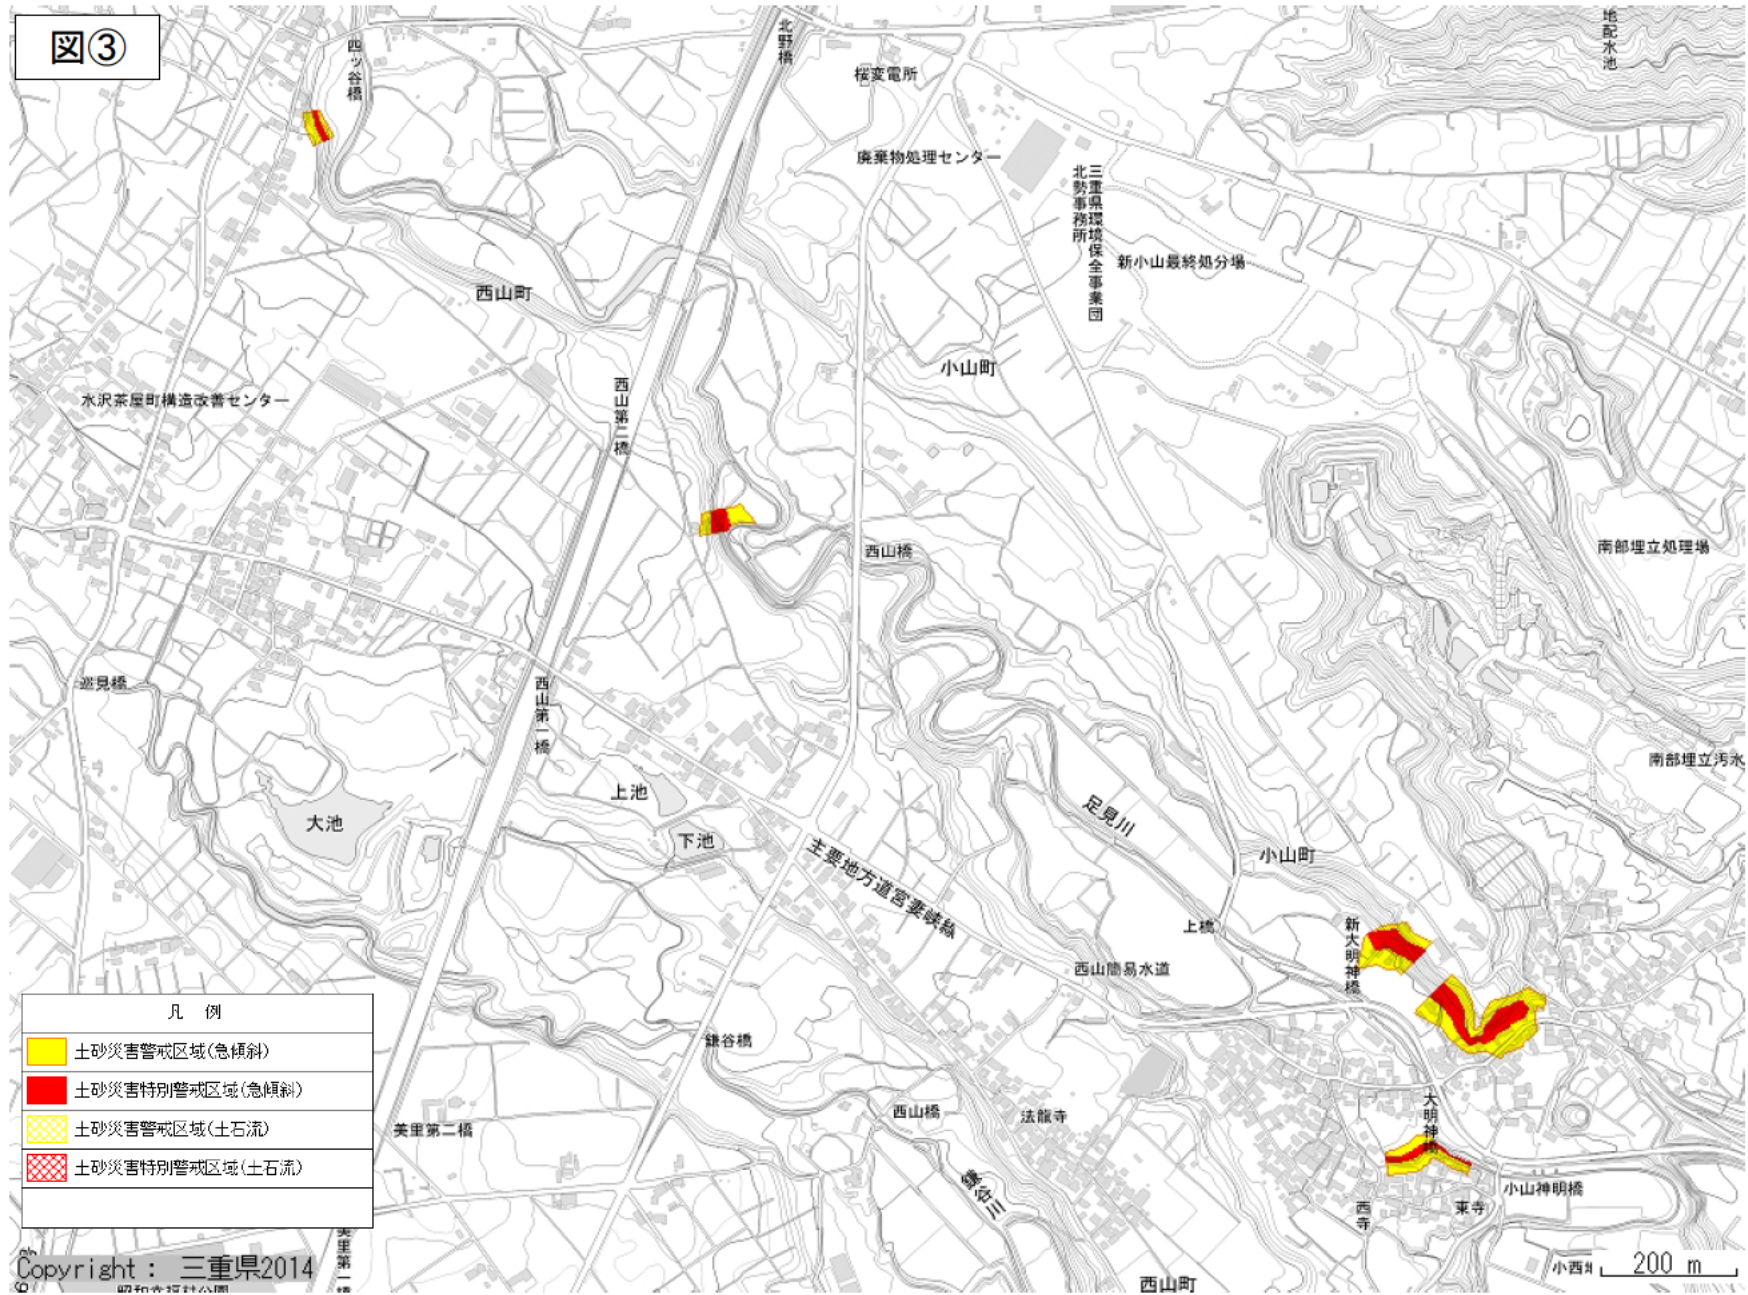 図③
四ッ谷橋
北野橋
地配水池
桜変電所
廃棄物処理センター
三重県環境保全事業団
北勢事務所
新小山最終処分場
西山町
小山町
水沢茶屋町構造改善センター
西山第二橋
西山橋
南部埋立処理場
巡見橋
西山第一橋
南部埋立汚水
上池
大池
下池
足見川
主要地方道宮妻峡線
小山町
上橋
新大明神橋
西山簡易水道
鎌谷橋
凡 例
土砂災害警戒区域(急傾斜)
土砂災害特別警戒区域(急傾斜)
土砂災害警戒区域(土石流)
土砂災害特別警戒区域(土石流)
美里第二橋
西山橋
法龍寺
大明神橋
鎌谷川
小山神明橋
西寺
東寺
美里第一橋
Copyright : 三重県2014
西山町
200 m